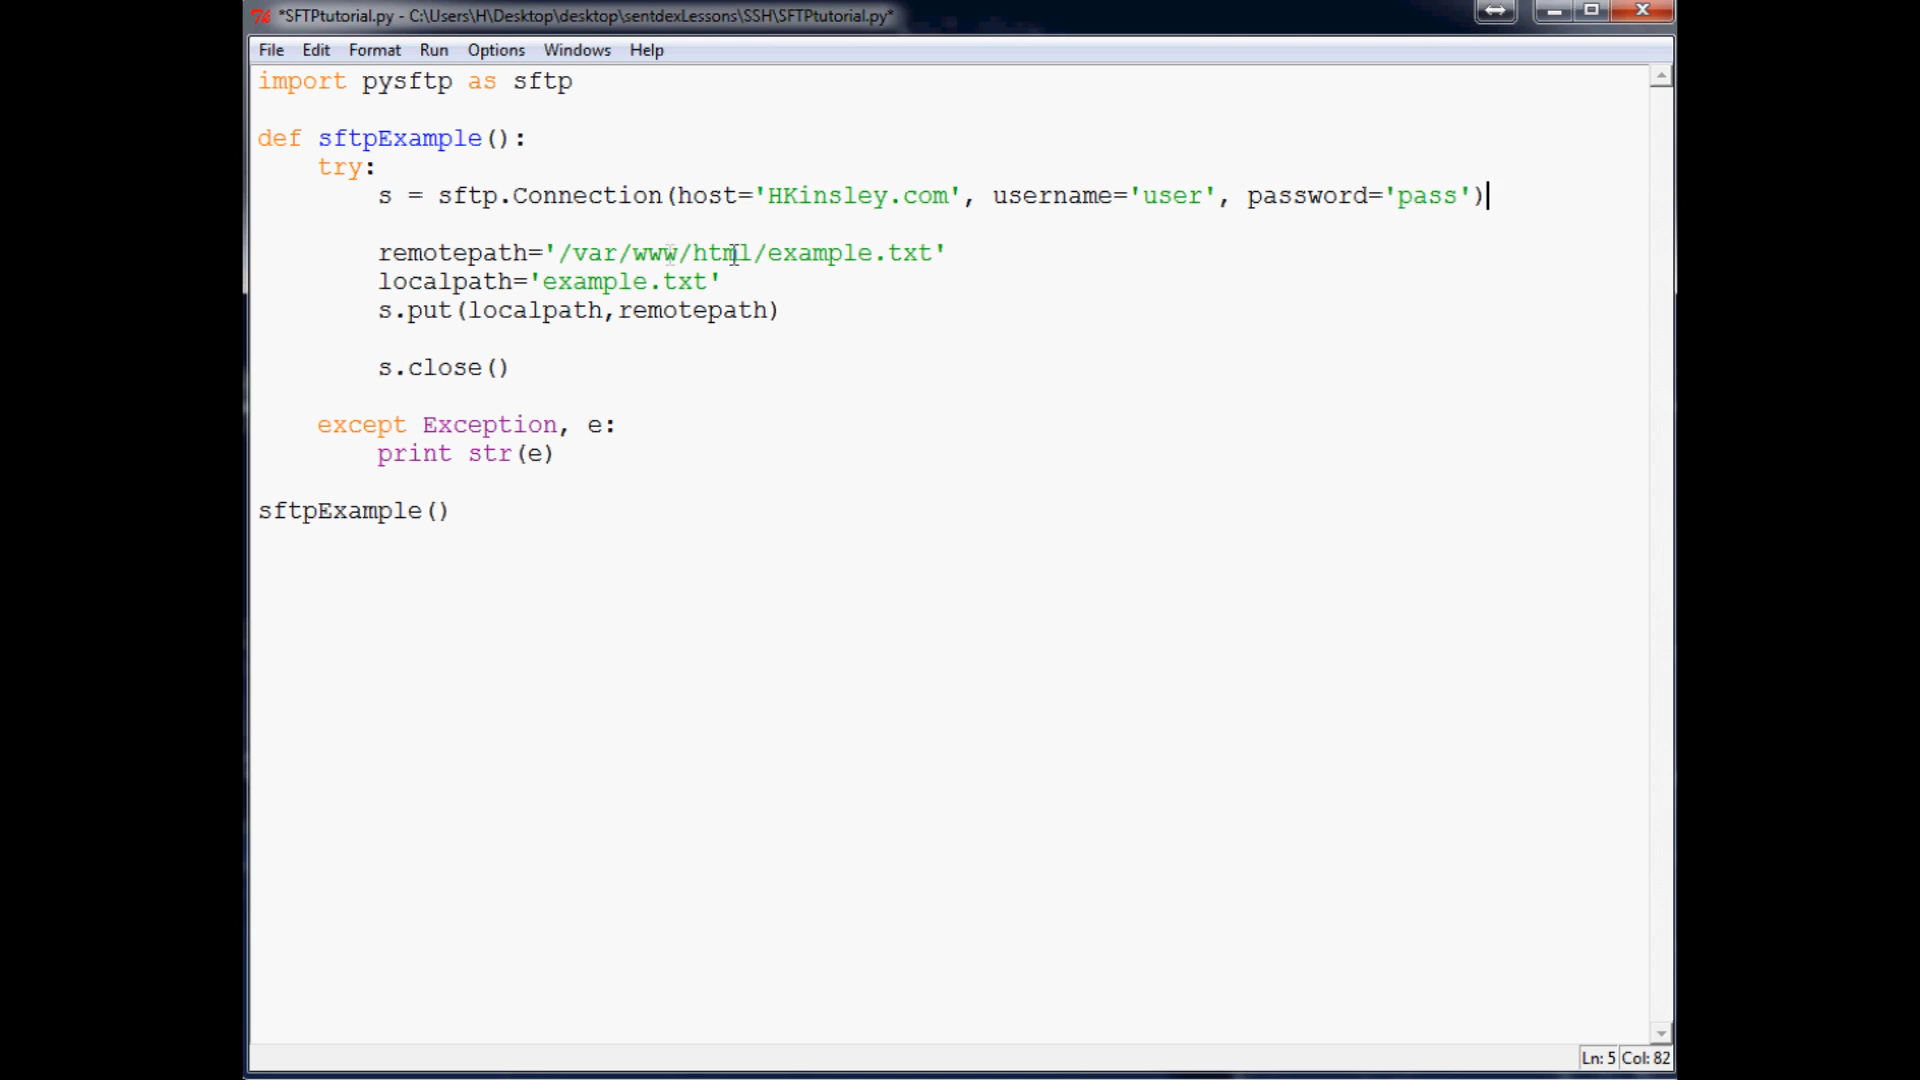 *SFTPtutorial.py - C:\Users\H\Desktop\desktop\sentdexLessons\SSH\SFTPtutorial.py*
File Edit Format Run Options Windows Help
import pysftp as sftp
def sftpExample():
    try:
        s = sftp.Connection(host='HKinsley.com', username='user', password='pass')
        remotepath='/var/www/html/example.txt'
        localpath='example.txt'
        s.put(localpath,remotepath)
        s.close()
    except Exception, e:
        print str(e)
sftpExample()
Ln: 5 Col: 82